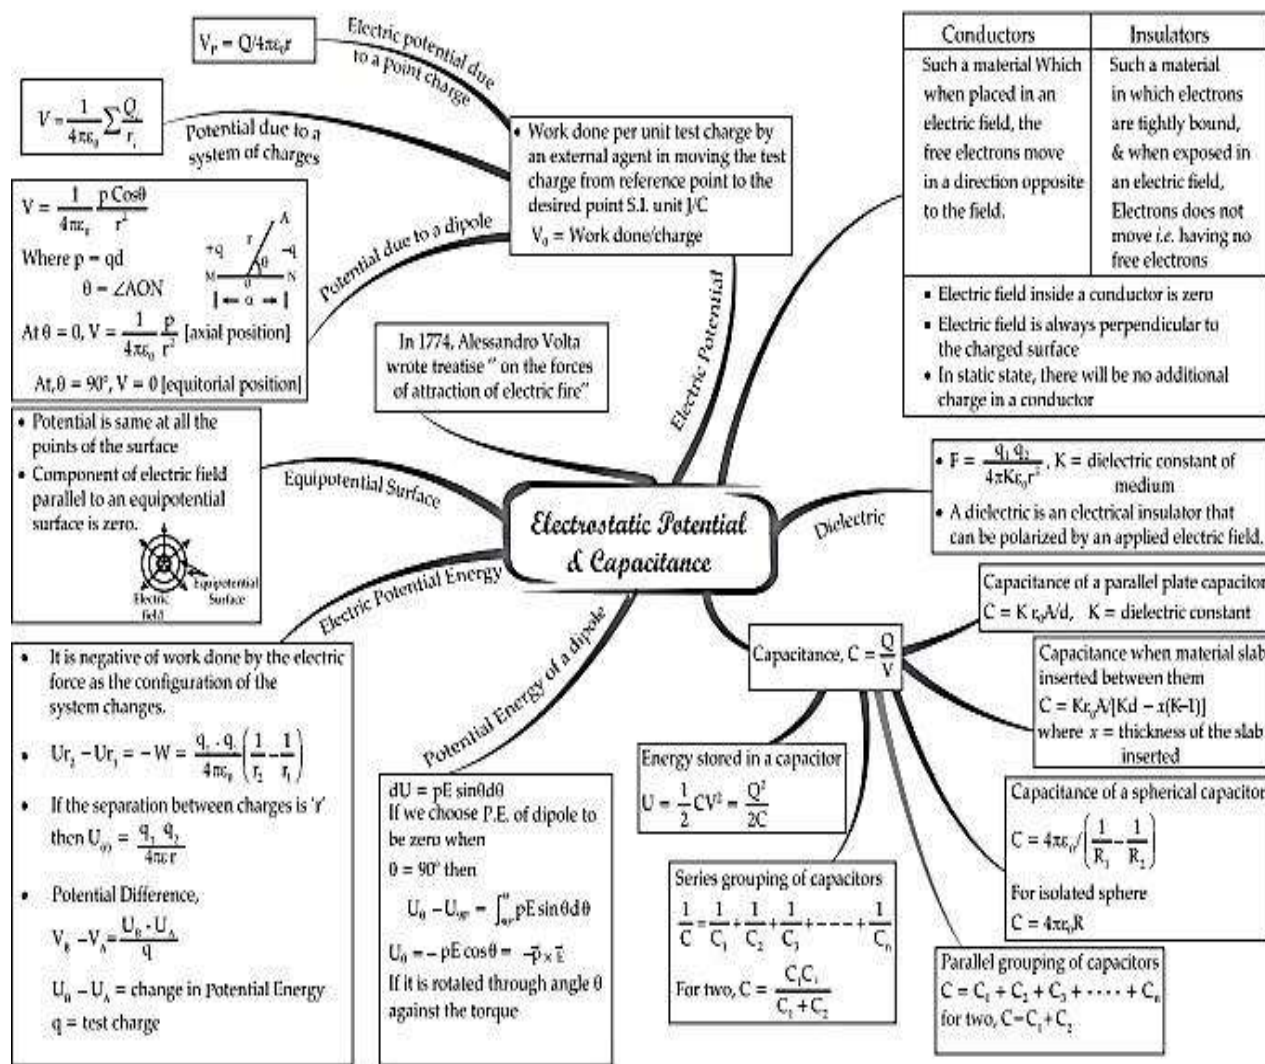 V_P = Q/4πε₀r
Electric potential due
to a point charge
V = 1/4πε₀ ∑ Q/rᵢ
Potential due to a
system of charges
V = 1/4πε₀ p Cosθ/r²
Where p = qd
θ = ∠AON
A
r
+q
–q
θ
M
N
0
α
At θ = 0, V = 1/4πε₀ p/r² [axial position]
At, θ = 90°, V = 0 [equitorial position]
Potential due to a dipole
• Work done per unit test charge by
an external agent in moving the test
charge from reference point to the
desired point S.I. unit J/C
V₀ = Work done/charge
Electric Potential
In 1774, Alessandro Volta
wrote treatise " on the forces
of attraction of electric fire"
Conductors
Such a material Which
when placed in an
electric field, the
free electrons move
in a direction opposite
to the field.
Insulators
Such a material
in which electrons
are tightly bound,
& when exposed in
an electric field,
Electrons does not
move i.e. having no
free electrons
▪ Electric field inside a conductor is zero
• Electric field is always perpendicular to
the charged surface
• In static state, there will be no additional
charge in a conductor
• Potential is same at all the
points of the surface
• Component of electric field
parallel to an equipotential
surface is zero.
Equipotential
Surface
Electric
field
Equipotential Surface
Electrostatic Potential
& Capacitance
Dielectric
• F = q₁ q₂/4πKε₀r², K = dielectric constant of
medium
• A dielectric is an electrical insulator that
can be polarized by an applied electric field.
Electric Potential Energy
• It is negative of work done by the electric
force as the configuration of the
system changes.
• Ur₂ – Ur₁ = – W = /4πε₀ (1/r₂ – 1/r₁)
• If the separation between charges is 'r'
then U = q₁ q₂/4πε r
• Potential Difference,
V_B – V_A = U_B - U_A/q
– U_A = change in Potential Energy
q = test charge
Potential Energy of a dipole
dU = pE sinθdθ
If we choose P.E. of dipole to
be zero when
θ = 90° then
U_θ – U₉₀° = ∫ pE sin θd θ
U_θ = – pE cos θ = –p⃗ × E⃗
If it is rotated through angle θ
against the torque
Capacitance, C = Q/V
Capacitance of a parallel plate capacitor
C = K ε₀A/d, K = dielectric constant
Capacitance when material slab
inserted between them
C = Kε₀A/[Kd – x(K–1)]
where x = thickness of the slab
inserted
Energy stored in a capacitor
U = 1/2 CV² = Q²/2C
Capacitance of a spherical capacitor
C = 4πε₀/(1/R₁ – 1/R₂)
For isolated sphere
C = 4πε₀R
Series grouping of capacitors
1/C = 1/C₁ + 1/C₂ + 1/C₃ + - - - - + 1/Cₙ
For two, C = /C₁ + C₂
Parallel grouping of capacitors
C = C₁ + C₂ + C₃ + - - - - + Cₙ
for two, C=C₁ + C₂